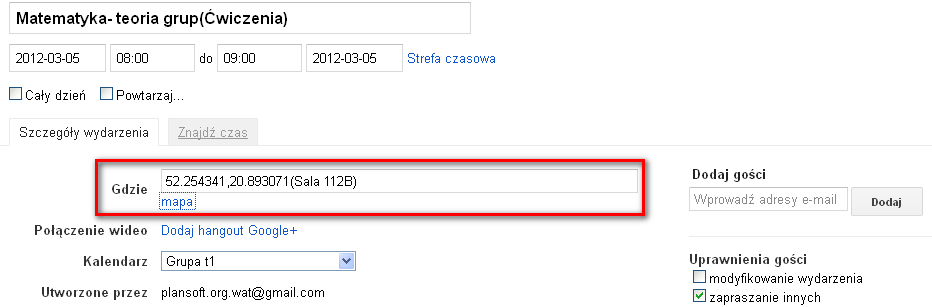 Matematyka- teoria grup(Ćwiczenia)
2012-03-05 08:00 do 09:00 2012-03-05 Strefa czasowa
Cały dzień Powtarzaj...
Szczegóły wydarzenia Znajdź czas
Gdzie 52.254341,20.893071(Sala 112B)
mapa
Połączenie wideo Dodaj hangout Google+
Kalendarz Grupa t1
Utworzone przez plansoft.org.wat@gmail.com
Dodaj gości
Wprowadź adresy e-mail Dodaj
Uprawnienia gości
modyfikowanie wydarzenia
zapraszanie innych